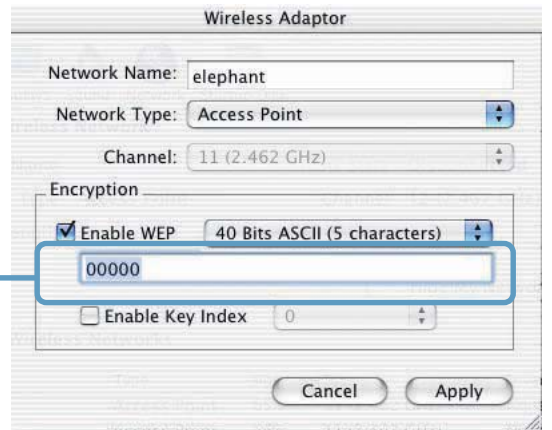 Wireless Adaptor
Network Name: elephant
Network Type: Access Point
Channel: 11 (2.462 GHz)
Encryption
Enable WEP 40 Bits ASCII (5 characters)
00000
Enable Key Index 0
Cancel Apply